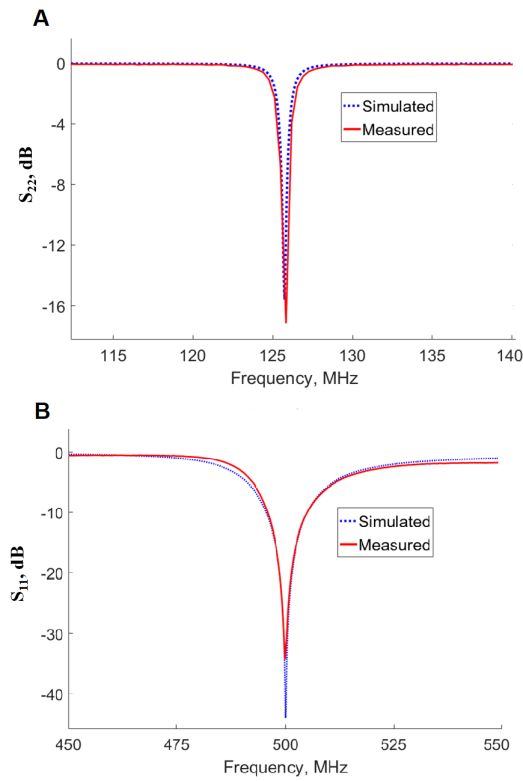 A
0
-4
-8
-12
-16
S22, dB
Simulated
Measured
115 120 125 130 135 140
Frequency, MHz
B
0
-10
-20
-30
-40
S11, dB
Simulated
Measured
450 475 500 525 550
Frequency, MHz